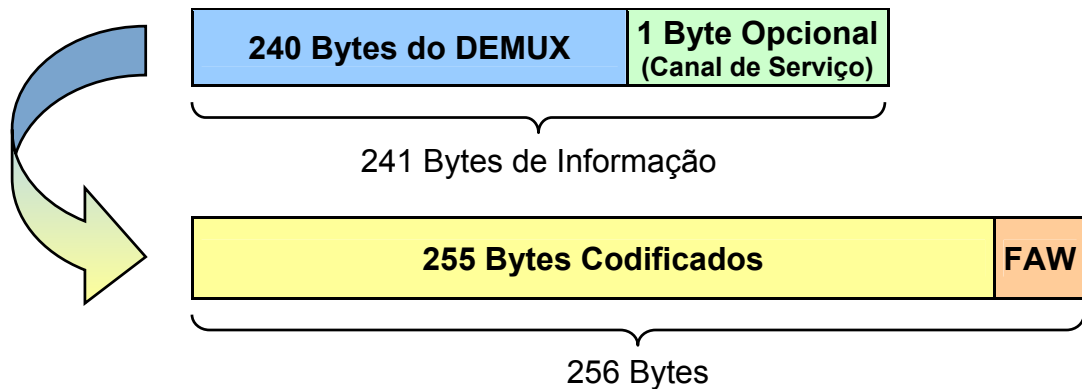 240 Bytes do DEMUX
1 Byte Opcional
(Canal de Serviço)
241 Bytes de Informação
255 Bytes Codificados
FAW
256 Bytes